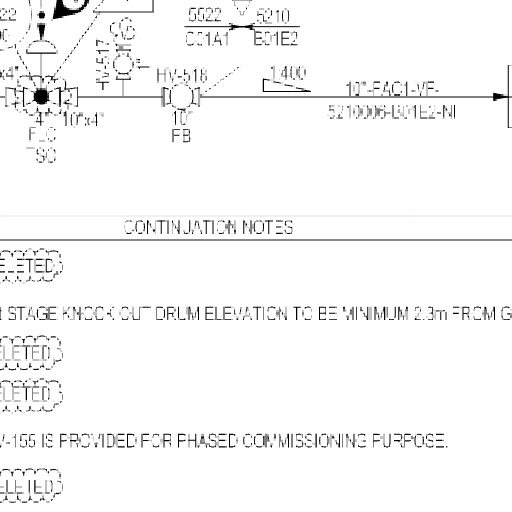 22
5522 5210
C01A1 B01E2
HV-517
1"
HV-518
1:400
x4"
10"-FAC1-VF-
5210006-B01E2-NI
4" 10"x4"
10"
FB
FLC
TSO
CONTINUATION NOTES
ELETED
STAGE KNOCK OUT DRUM ELEVATION TO BE MINIMUM 2.3m FROM G
ELETED
ELETED
-155 IS PROVIDED FOR PHASED COMMISSIONING PURPOSE.
ELETED